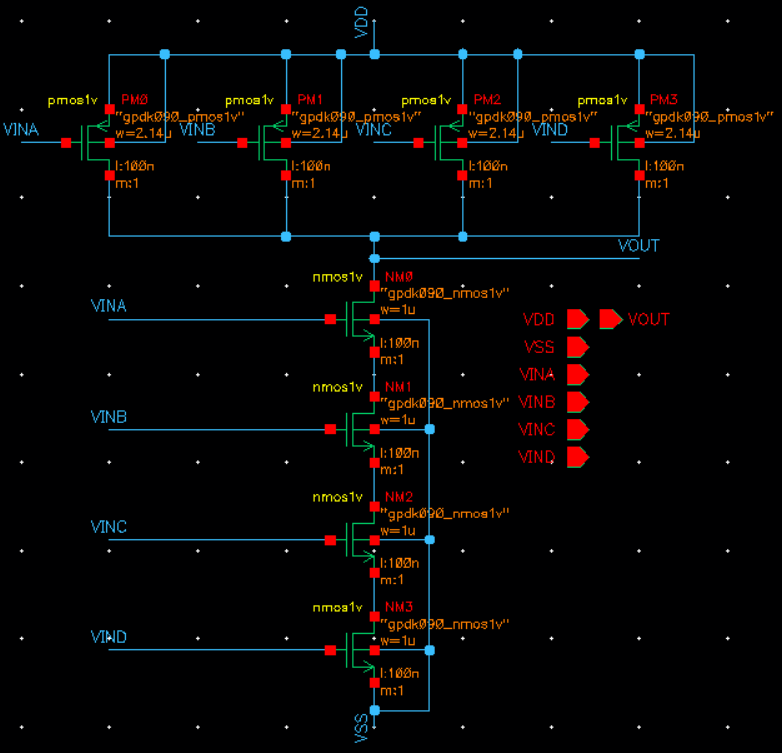 VDD
pmos1v PM0 pmos1v PM1 pmos1v PM2 pmos1v PM3
"gpdk090_pmos1v" "gpdk090_pmos1v" "gpdk090_pmos1v" "gpdk090_pmos1v"
VINA w=2.14u VINB w=2.14u VINC w=2.14u VIND w=2.14u
l:100n l:100n l:100n l:100n
m:1 m:1 m:1 m:1
VOUT
nmos1v NM0
"gpdk090_nmos1v"
VINA w=1u
l:100n
m:1
nmos1v NM1
"gpdk090_nmos1v"
VINB w=1u
l:100n
m:1
nmos1v NM2
"gpdk090_nmos1v"
VINC w=1u
l:100n
m:1
nmos1v NM3
"gpdk090_nmos1v"
VIND w=1u
l:100n
m:1
VSS
VDD VOUT
VSS
VINA
VINB
VINC
VIND